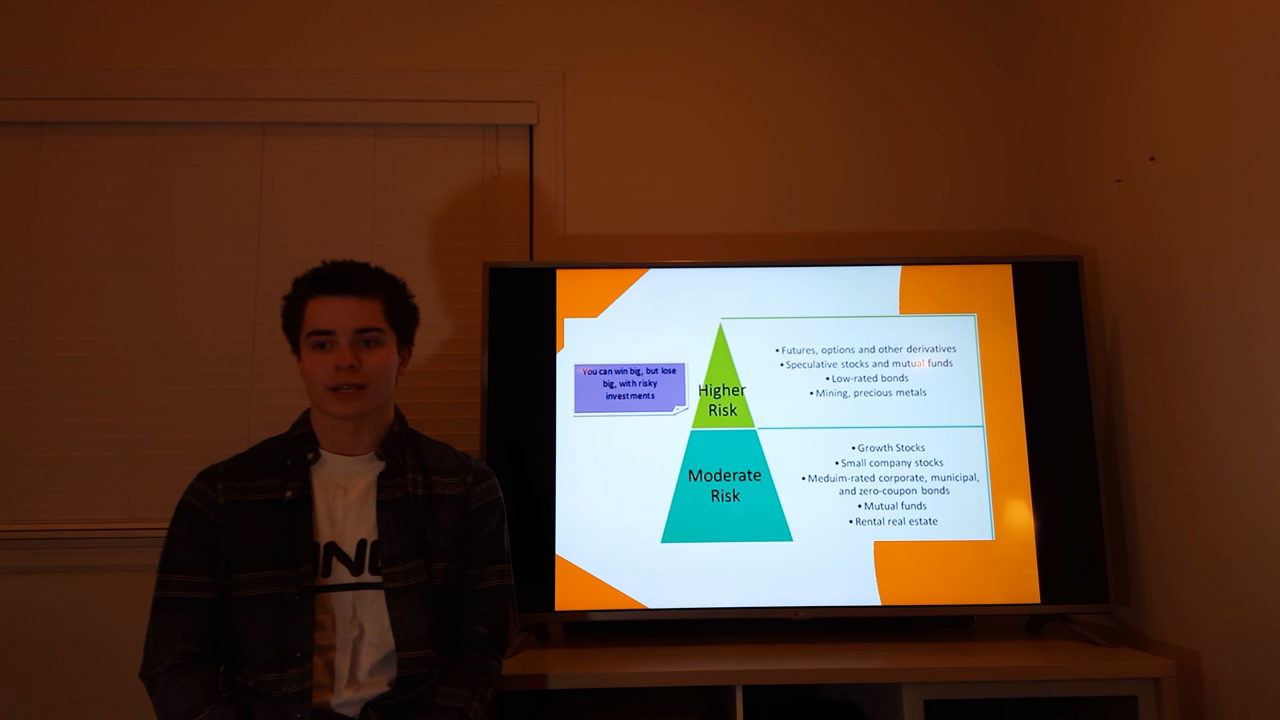 You can win big, but lose
big, with risky
investments
Higher
Risk
• Futures, options and other derivatives
• Speculative stocks and mutual funds
• Low-rated bonds
• Mining, precious metals
Moderate
Risk
• Growth Stocks
• Small company stocks
• Meduim-rated corporate, municipal,
and zero-coupon bonds
• Mutual funds
• Rental real estate